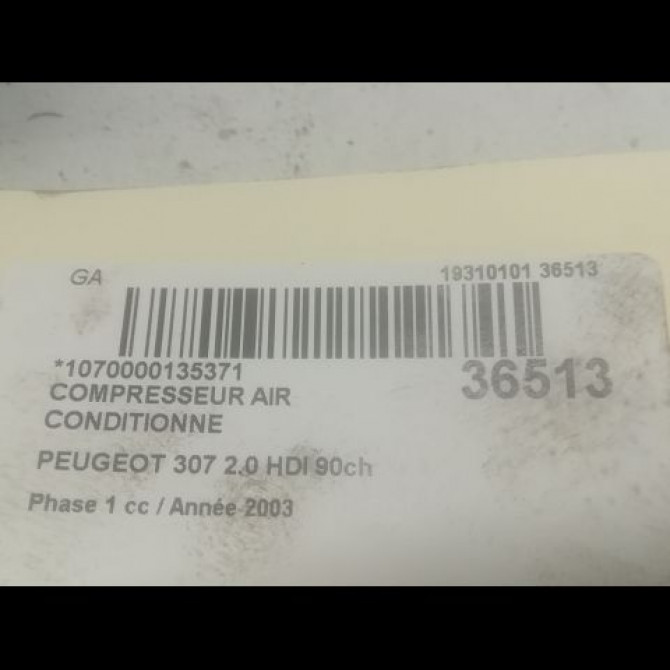 GA 19310101 36513
*1070000135371
36513
COMPRESSEUR AIR
CONDITIONNE
PEUGEOT 307 2.0 HDI 90ch
Phase 1 cc / Année 2003